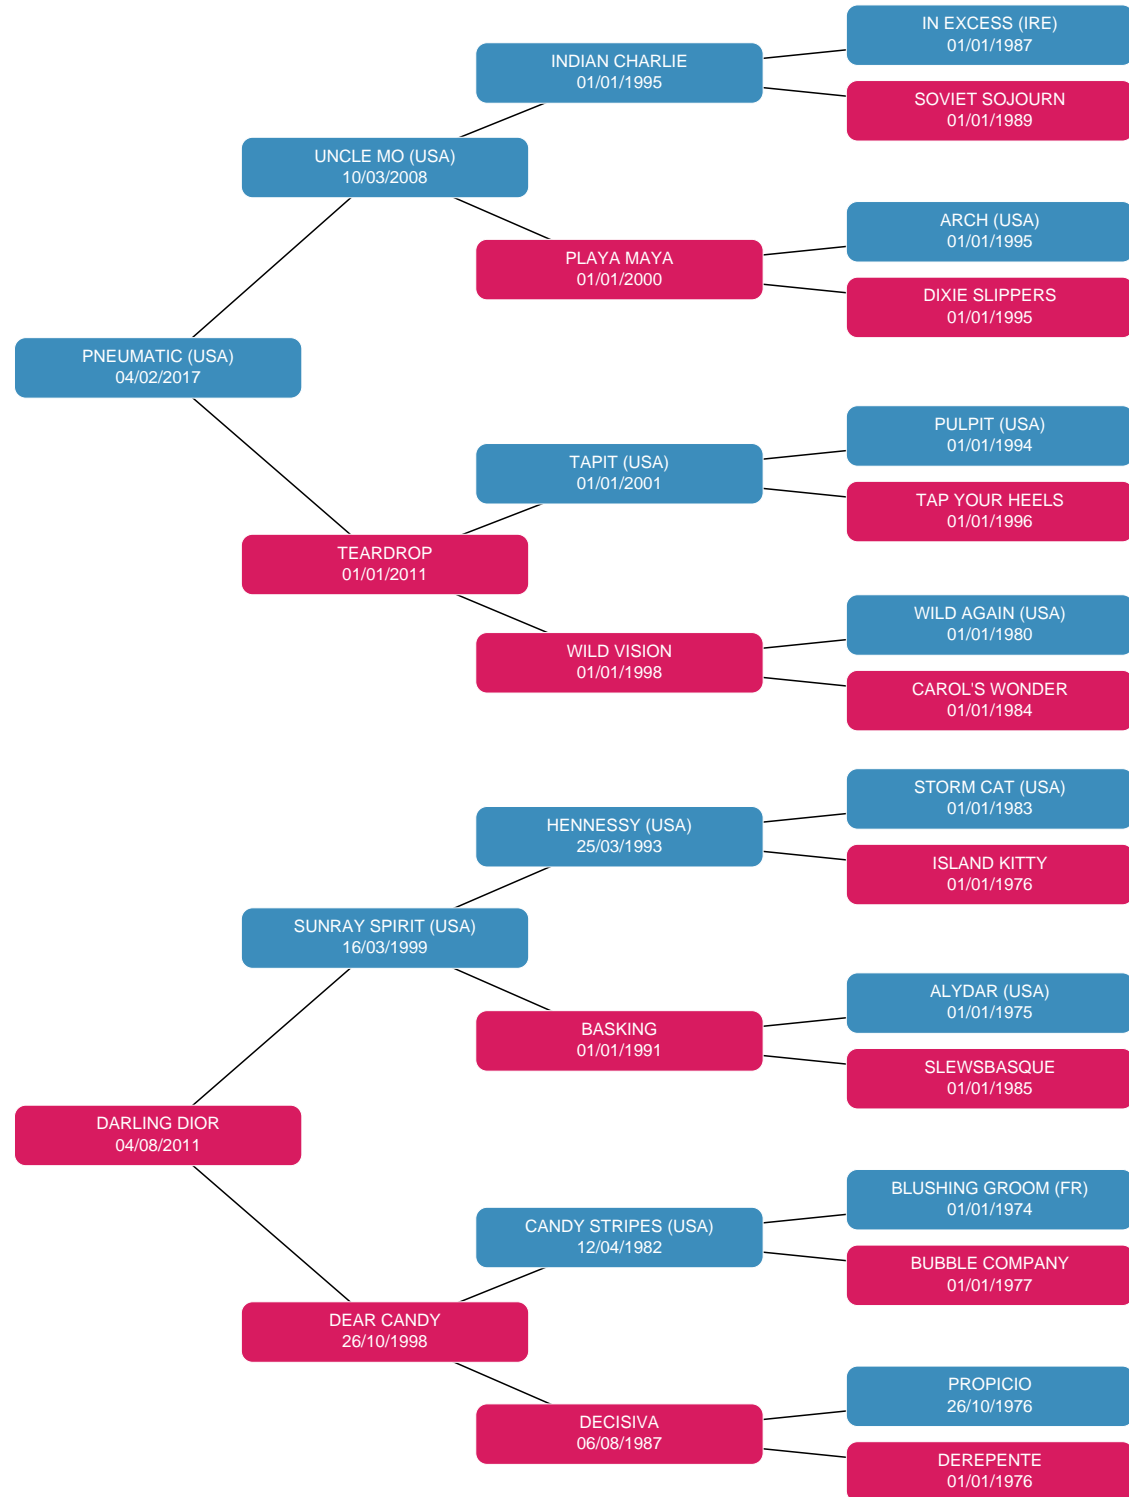 IN EXCESS (IRE)
01/01/1987
INDIAN CHARLIE
01/01/1995
SOVIET SOJOURN
01/01/1989
UNCLE MO (USA)
10/03/2008
ARCH (USA)
01/01/1995
PLAYA MAYA
01/01/2000
DIXIE SLIPPERS
01/01/1995
PNEUMATIC (USA)
04/02/2017
PULPIT (USA)
01/01/1994
TAPIT (USA)
01/01/2001
TAP YOUR HEELS
01/01/1996
TEARDROP
01/01/2011
WILD AGAIN (USA)
01/01/1980
WILD VISION
01/01/1998
CAROL'S WONDER
01/01/1984
STORM CAT (USA)
01/01/1983
HENNESSY (USA)
25/03/1993
ISLAND KITTY
01/01/1976
SUNRAY SPIRIT (USA)
16/03/1999
ALYDAR (USA)
01/01/1975
BASKING
01/01/1991
SLEWSBASQUE
01/01/1985
DARLING DIOR
04/08/2011
BLUSHING GROOM (FR)
01/01/1974
CANDY STRIPES (USA)
12/04/1982
BUBBLE COMPANY
01/01/1977
DEAR CANDY
26/10/1998
PROPICIO
26/10/1976
DECISIVA
06/08/1987
DEREPENTE
01/01/1976